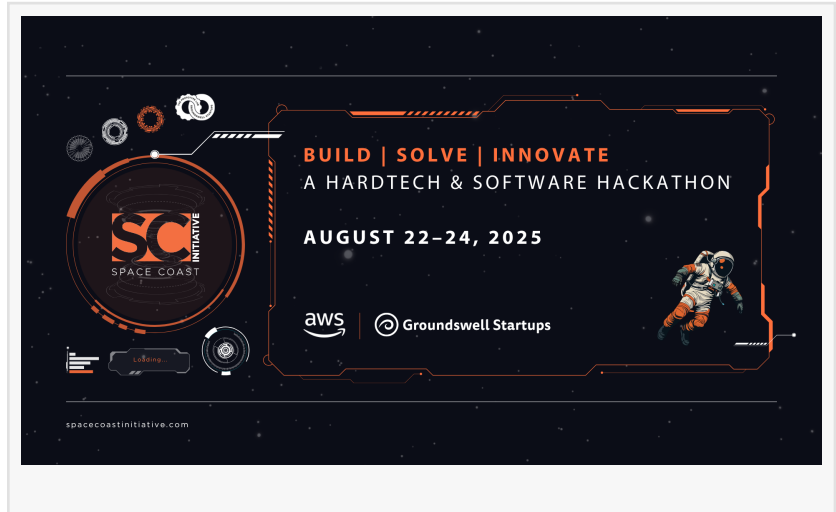 BUILD | SOLVE | INNOVATE
A HARDTECH & SOFTWARE HACKATHON
AUGUST 22–24, 2025
SC INITIATIVE
SPACE COAST
aws
Groundswell Startups
Loading...
spacecoastinitiative.com